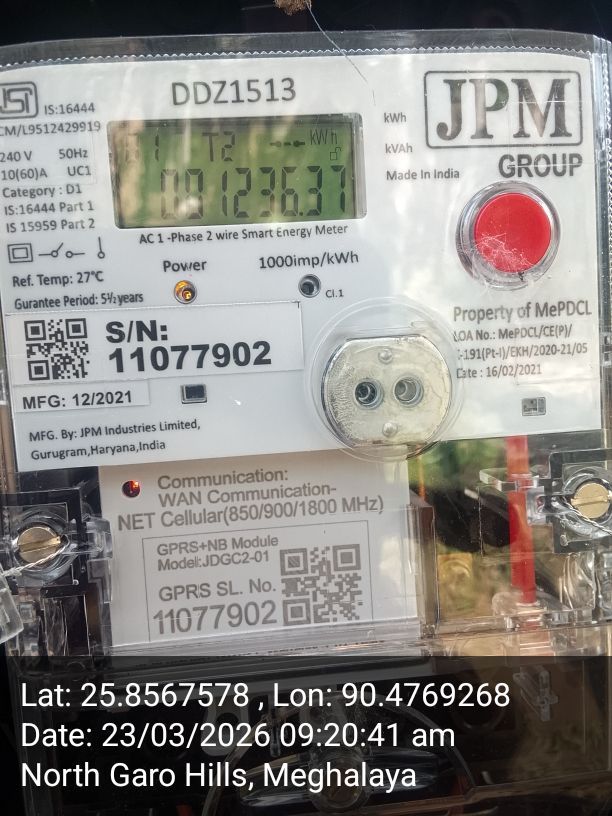 DDZ1513
IS:16444
CM/L9512429919
240 V 50Hz
10(60)A UC1
Category : D1
IS:16444 Part 1
IS 15959 Part 2
T1 T2 kWh
kWh
kVAh
JPM
GROUP
Made In India
AC 1 -Phase 2 wire Smart Energy Meter
Ref. Temp: 27°C
Gurantee Period: 5½ years
Power
1000imp/kWh
Cl.1
S/N:
11077902
MFG: 12/2021
MFG. By: JPM Industries Limited,
Gurugram,Haryana,India
Property of MePDCL
LOA No.: MePDCL/CE(P)/
T-191(Pt-I)/EKH/2020-21/05
Date : 16/02/2021
Communication:
WAN Communication-
NET Cellular(850/900/1800 MHz)
GPRS+NB Module
Model:JDGC2-01
GPRS SL. No.
11077902
Lat: 25.8567578 , Lon: 90.4769268
Date: 23/03/2026 09:20:41 am
North Garo Hills, Meghalaya